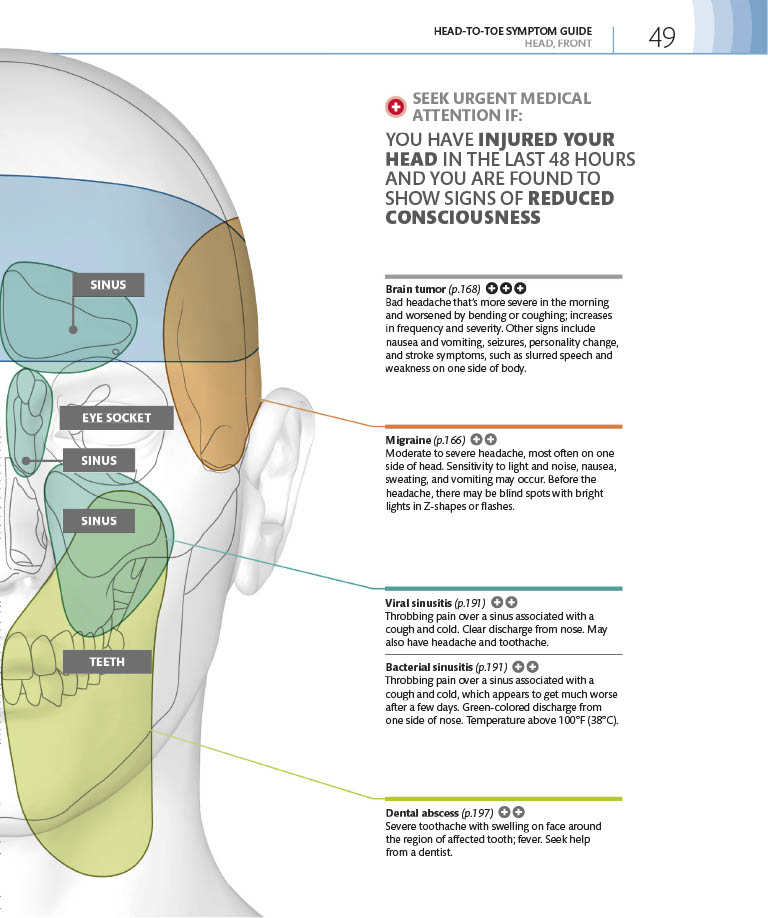 HEAD-TO-TOE SYMPTOM GUIDE
HEAD, FRONT
49
SEEK URGENT MEDICAL
ATTENTION IF:
YOU HAVE INJURED YOUR
HEAD IN THE LAST 48 HOURS
AND YOU ARE FOUND TO
SHOW SIGNS OF REDUCED
CONSCIOUSNESS
SINUS
EYE SOCKET
SINUS
SINUS
TEETH
Brain tumor (p.168)
Bad headache that's more severe in the morning
and worsened by bending or coughing; increases
in frequency and severity. Other signs include
nausea and vomiting, seizures, personality change,
and stroke symptoms, such as slurred speech and
weakness on one side of body.
Migraine (p.166)
Moderate to severe headache, most often on one
side of head. Sensitivity to light and noise, nausea,
sweating, and vomiting may occur. Before the
headache, there may be blind spots with bright
lights in Z-shapes or flashes.
Viral sinusitis (p.191)
Throbbing pain over a sinus associated with a
cough and cold. Clear discharge from nose. May
also have headache and toothache.
Bacterial sinusitis (p.191)
Throbbing pain over a sinus associated with a
cough and cold, which appears to get much worse
after a few days. Green-colored discharge from
one side of nose. Temperature above 100°F (38°C).
Dental abscess (p.197)
Severe toothache with swelling on face around
the region of affected tooth; fever. Seek help
from a dentist.